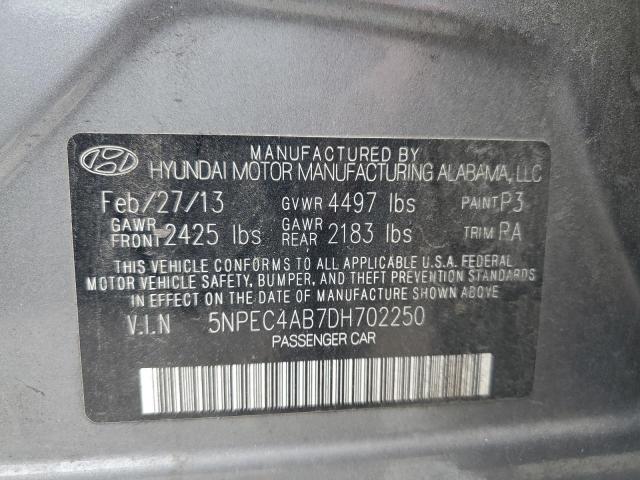 MANUFACTURED BY
HYUNDAI MOTOR MANUFACTURING ALABAMA, LLC
Feb/27/13 GVWR 4497 lbs PAINT P3
GAWR FRONT 2425 lbs GAWR REAR 2183 lbs TRIM RA
THIS VEHICLE CONFORMS TO ALL APPLICABLE U.S.A. FEDERAL
MOTOR VEHICLE SAFETY, BUMPER, AND THEFT PREVENTION STANDARDS
IN EFFECT ON THE DATE OF MANUFACTURE SHOWN ABOVE.
V.I.N 5NPEC4AB7DH702250
PASSENGER CAR